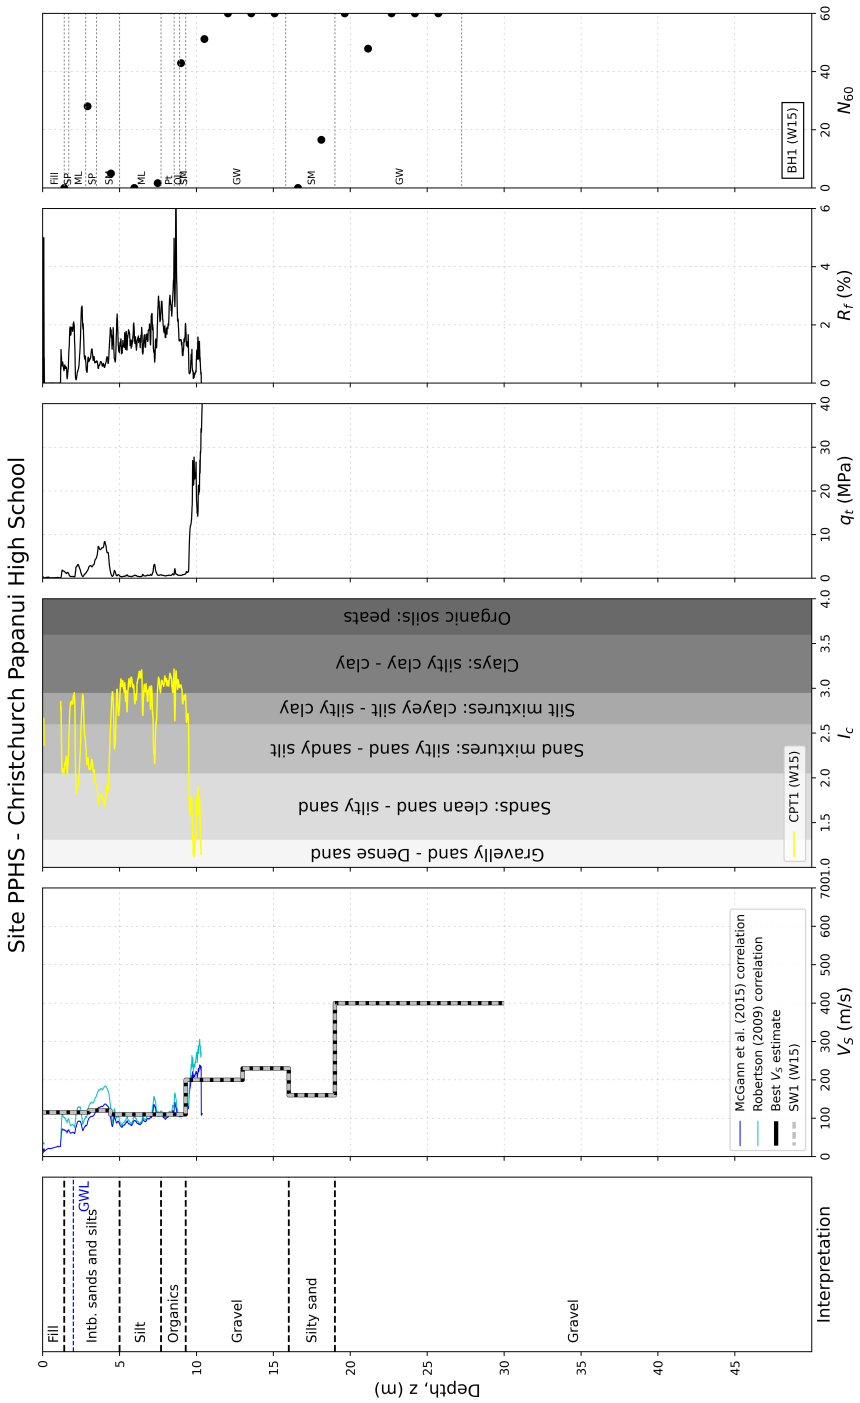 Site PPHS - Christchurch Papanui High School
Depth, z (m)
0
5
10
15
20
25
30
35
40
45
Fill
GWL
Intb. sands and silts
Silt
Organics
Gravel
Silty sand
Gravel
Interpretation
0 100 200 300 400 500 600 700
McGann et al. (2015) correlation
Robertson (2009) correlation
Best V_S estimate
SW1 (W15)
V_S (m/s)
1.0 1.5 2.0 2.5 3.0 3.5 4.0
Gravelly sand - Dense sand
Sands: clean sand - silty sand
Sand mixtures: silty sand - sandy silt
Silt mixtures: clayey silt - silty clay
Clays: silty clay - clay
Organic soils: peats
CPT1 (W15)
I_c
0 10 20 30 40
q_t (MPa)
0 2 4 6
R_f (%)
Fill
SP
ML
SP
ML
Pt
SM
GW
SM
GW
BH1 (W15)
0 20 40 60
N_60